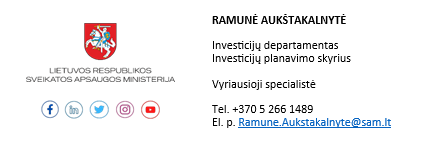 LIETUVOS RESPUBLIKOS
SVEIKATOS APSAUGOS MINISTERIJA
RAMUNĖ AUKŠTAKALNYTĖ
Investicijų departamentas
Investicijų planavimo skyrius
Vyriausioji specialistė
Tel. +370 5 266 1489
El. p. Ramune.Aukstakalnyte@sam.lt